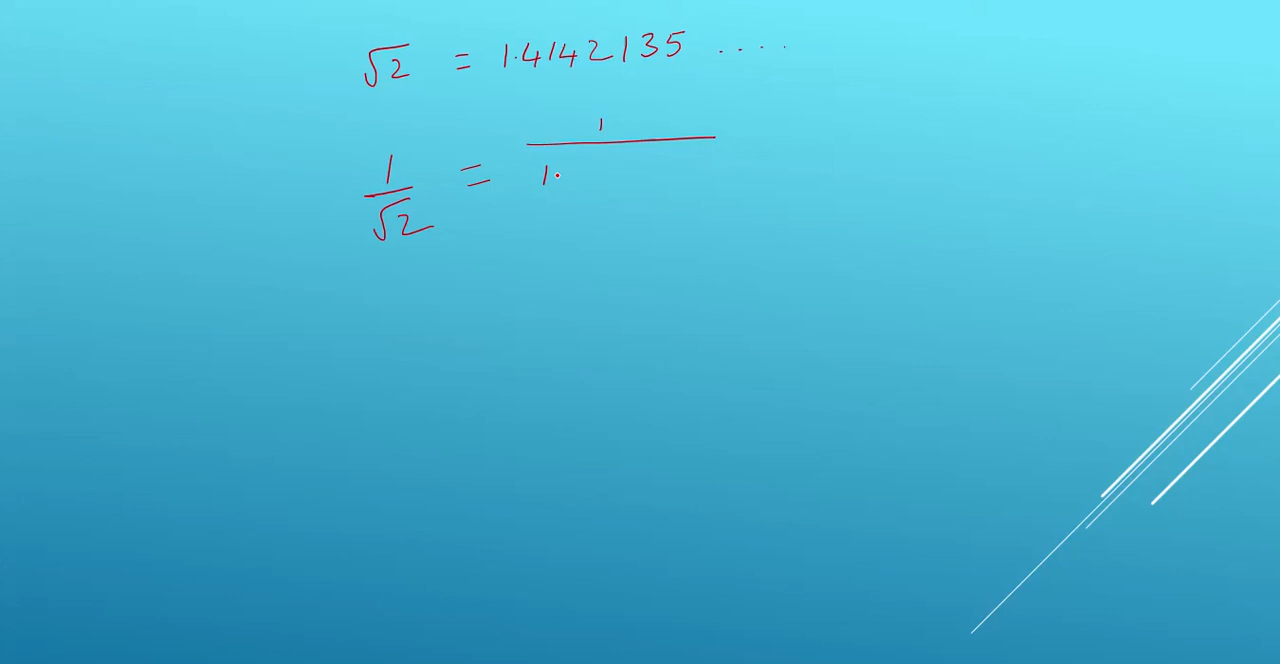 √2 = 1.4142135 ....
1/√2 = 1/1.